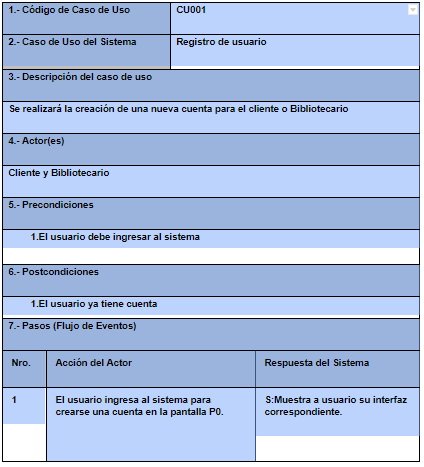 1.- Código de Caso de Uso CU001
2.- Caso de Uso del Sistema Registro de usuario
3.- Descripción del caso de uso
Se realizará la creación de una nueva cuenta para el cliente o Bibliotecario
4.- Actor(es)
Cliente y Bibliotecario
5.- Precondiciones
1.El usuario debe ingresar al sistema
6.- Postcondiciones
1.El usuario ya tiene cuenta
7.- Pasos (Flujo de Eventos)
Nro. Acción del Actor Respuesta del Sistema
1 El usuario ingresa al sistema para S:Muestra a usuario su interfaz
crearse una cuenta en la pantalla P0. correspondiente.